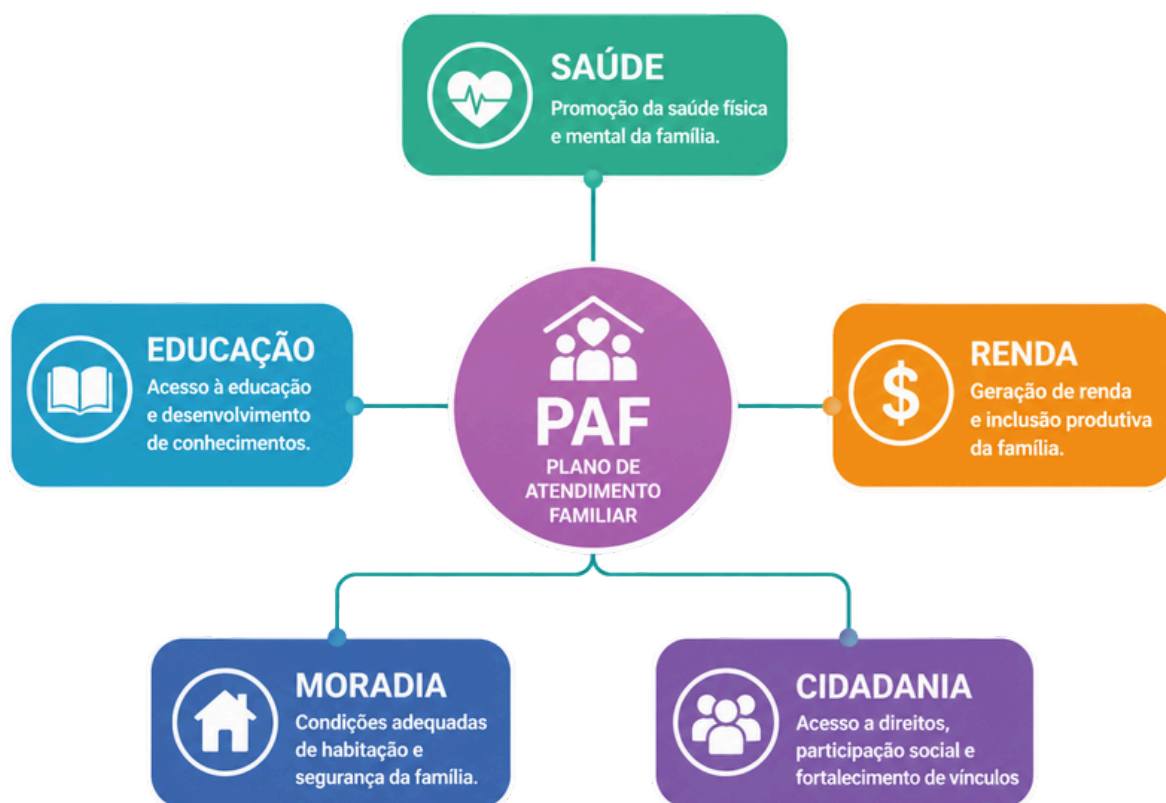 SAÚDE
Promoção da saúde física
e mental da família.
EDUCAÇÃO
Acesso à educação
e desenvolvimento
de conhecimentos.
PAF
PLANO DE
ATENDIMENTO
FAMILIAR
$
RENDA
Geração de renda
e inclusão produtiva
da família.
MORADIA
Condições adequadas
de habitação e
segurança da família.
CIDADANIA
Acesso a direitos,
participação social e
fortalecimento de vínculos